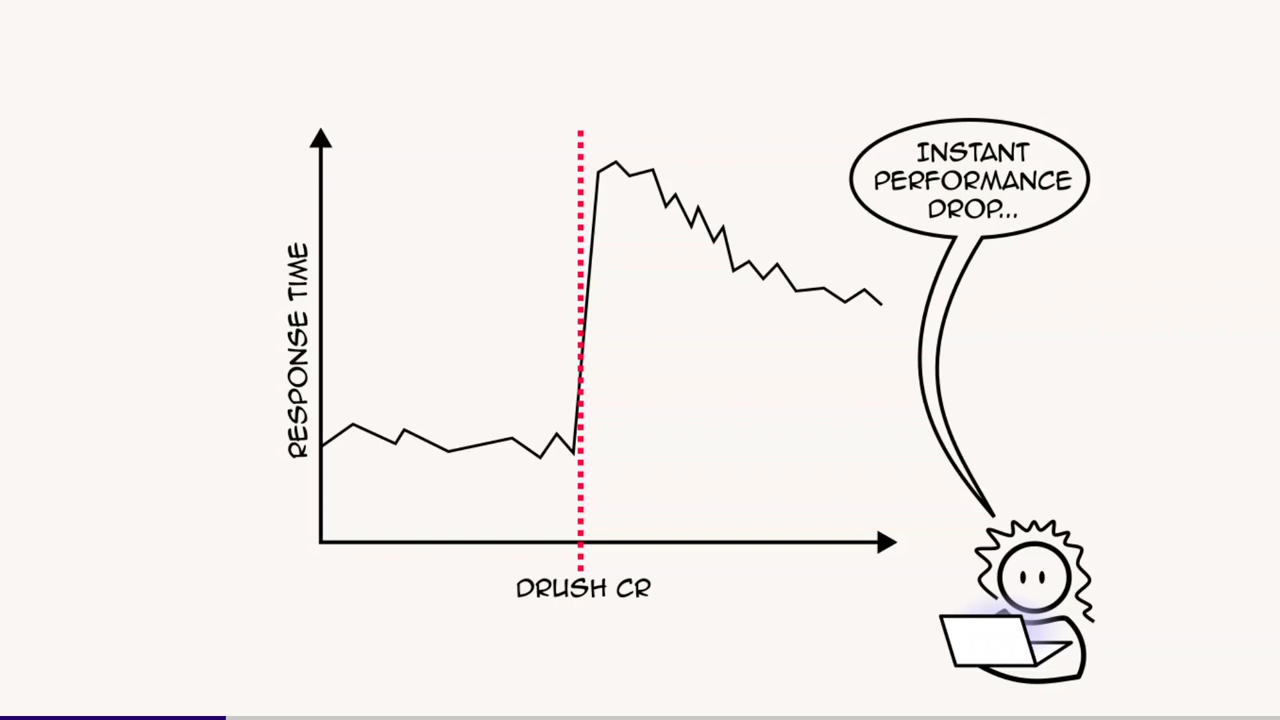 INSTANT
PERFORMANCE
DROP...
RESPONSE TIME
DRUSH CR